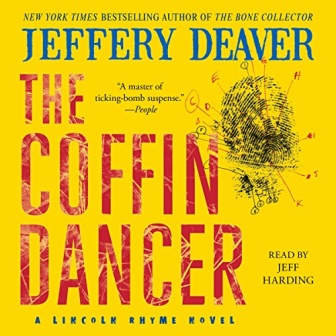 NEW YORK TIMES BESTSELLING AUTHOR OF THE BONE COLLECTOR
JEFFERY DEAVER
THE
COFFIN
DANCER
"A master of
ticking-bomb suspense."
—People
READ BY
JEFF
HARDING
A LINCOLN RHYME NOVEL